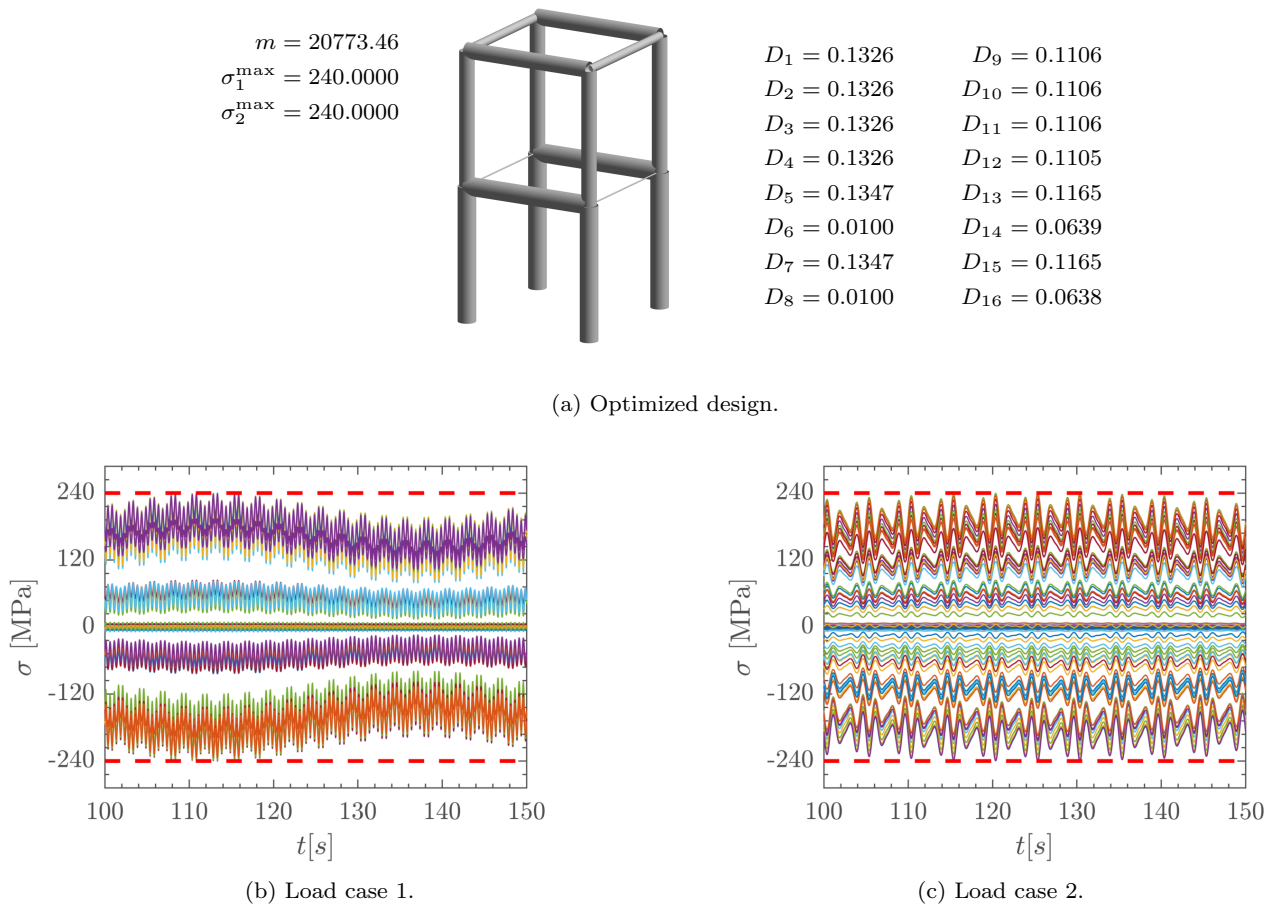 m = 20773.46
σ₁ᵐᵃˣ = 240.0000
σ₂ᵐᵃˣ = 240.0000
D₁ = 0.1326
D₂ = 0.1326
D₃ = 0.1326
D₄ = 0.1326
D₅ = 0.1347
D₆ = 0.0100
D₇ = 0.1347
D₈ = 0.0100
D₉ = 0.1106
D₁₀ = 0.1106
D₁₁ = 0.1106
D₁₂ = 0.1105
D₁₃ = 0.1165
D₁₄ = 0.0639
D₁₅ = 0.1165
D₁₆ = 0.0638
(a) Optimized design.
σ [MPa]
240
120
0
-120
-240
100 110 120 130 140 150
t[s]
(b) Load case 1.
σ [MPa]
240
120
0
-120
-240
100 110 120 130 140 150
t[s]
(c) Load case 2.